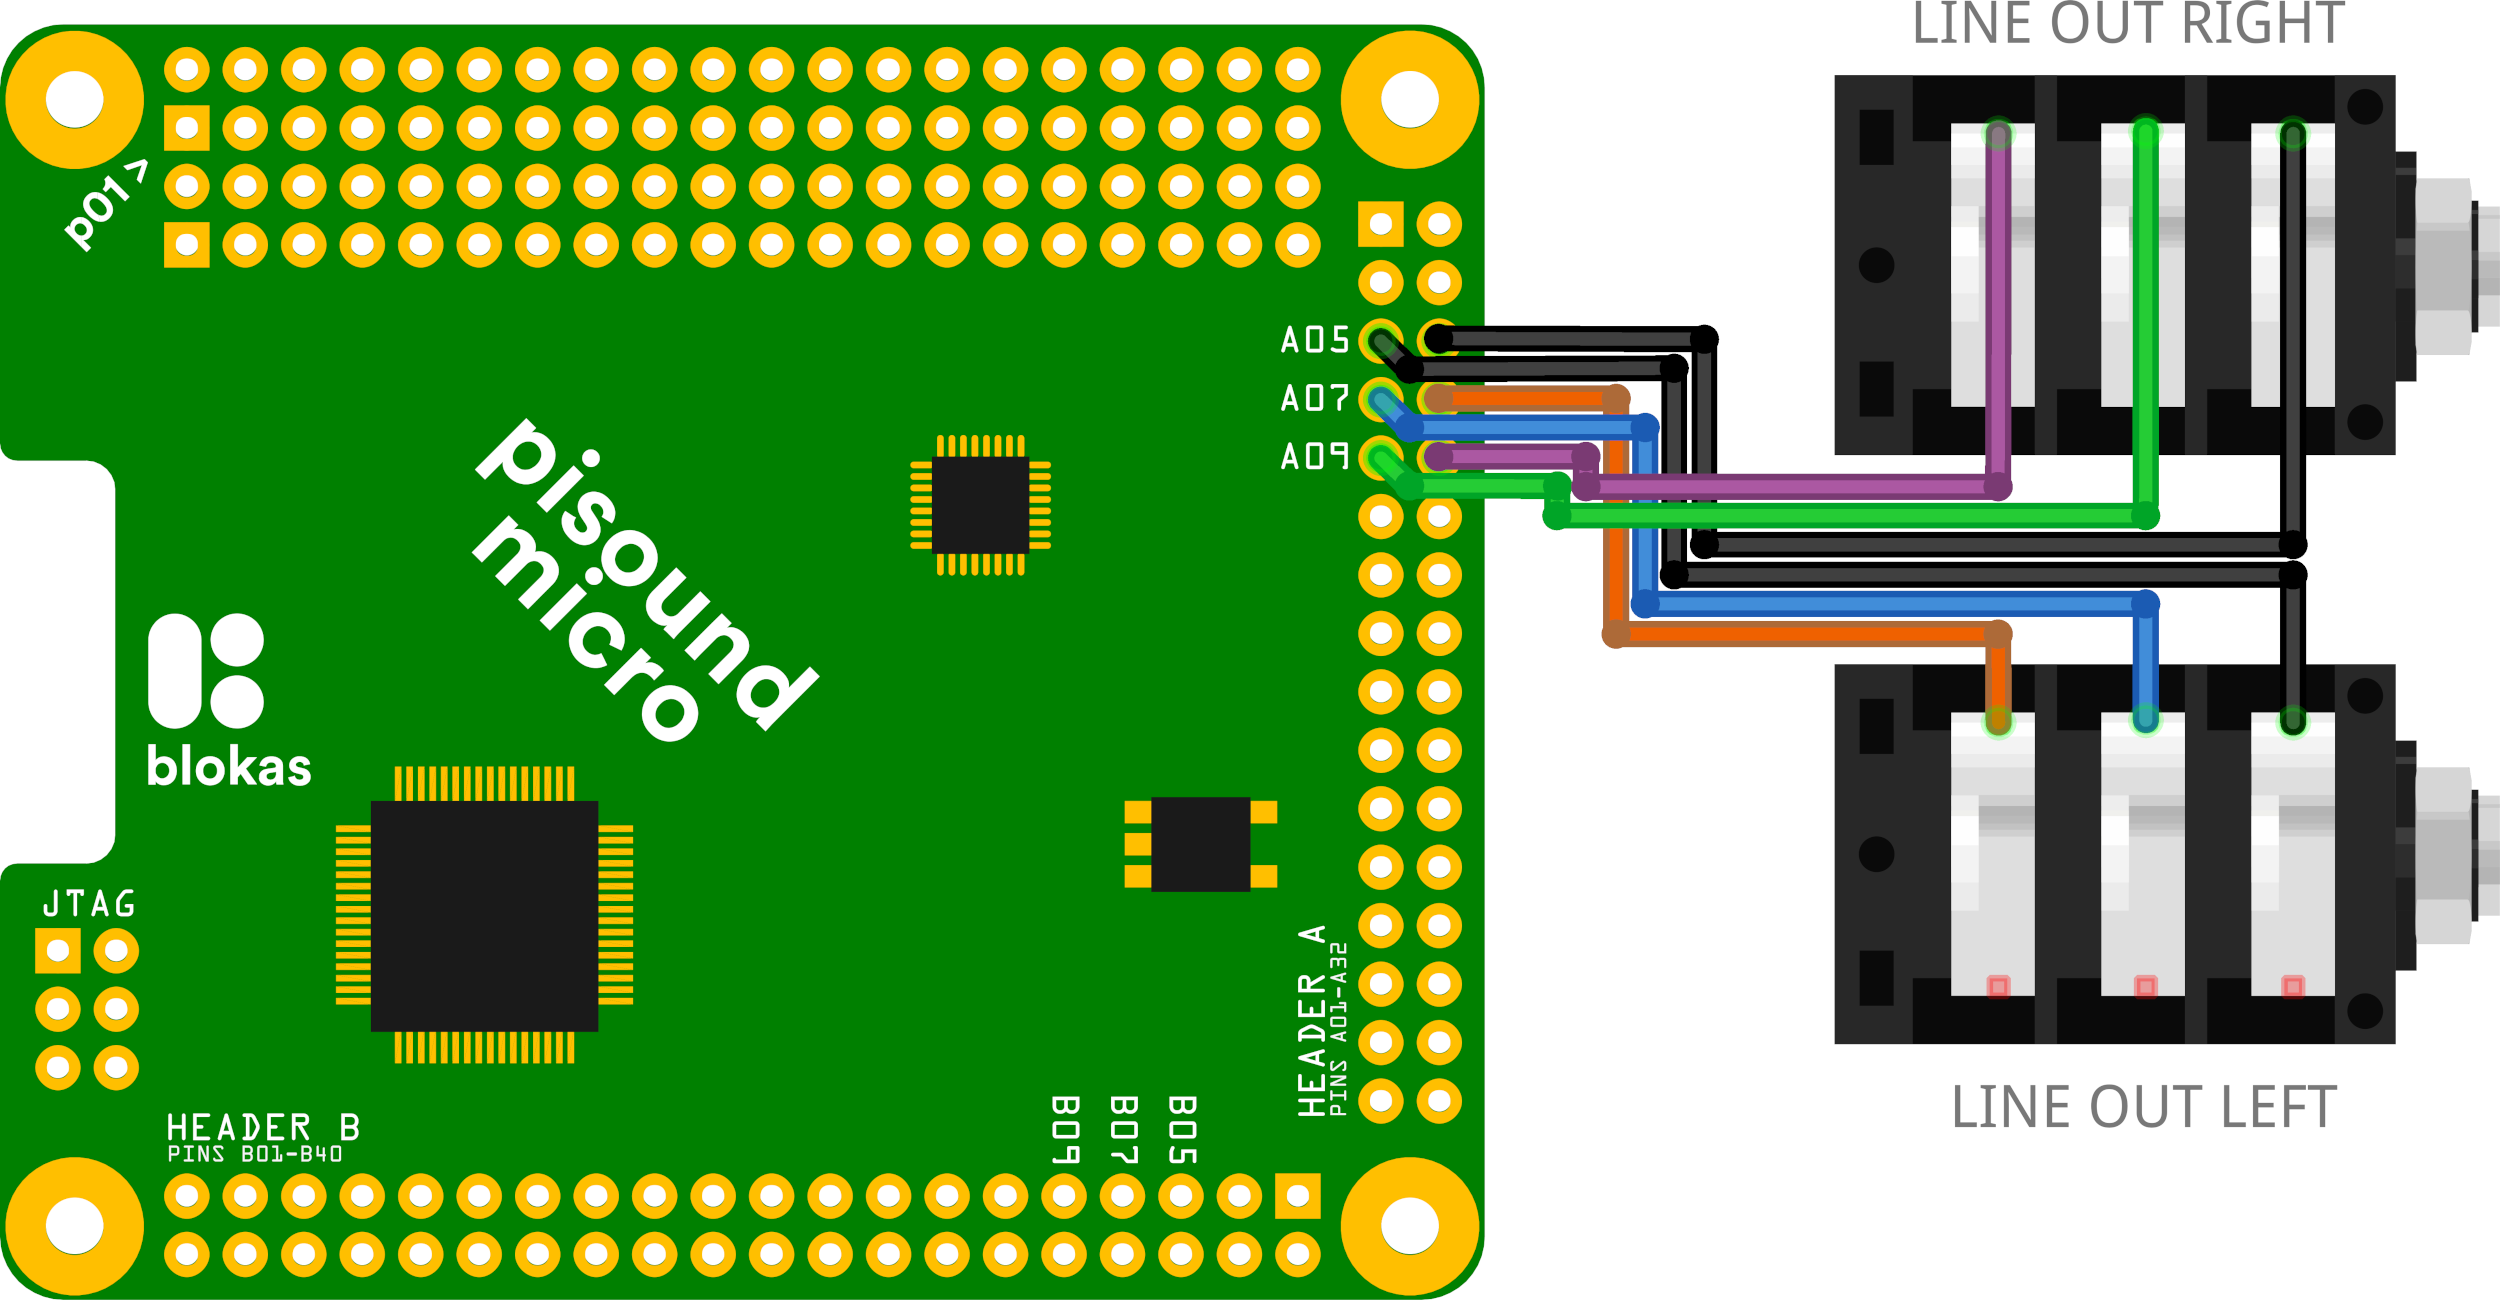 LINE OUT RIGHT
port A
A05
A07
A09
pisound
micro
blokas
JTAG
HEADER A
PINS A01-A32
HEADER B
PINS B01-B40
B09
B07
B05
LINE OUT LEFT